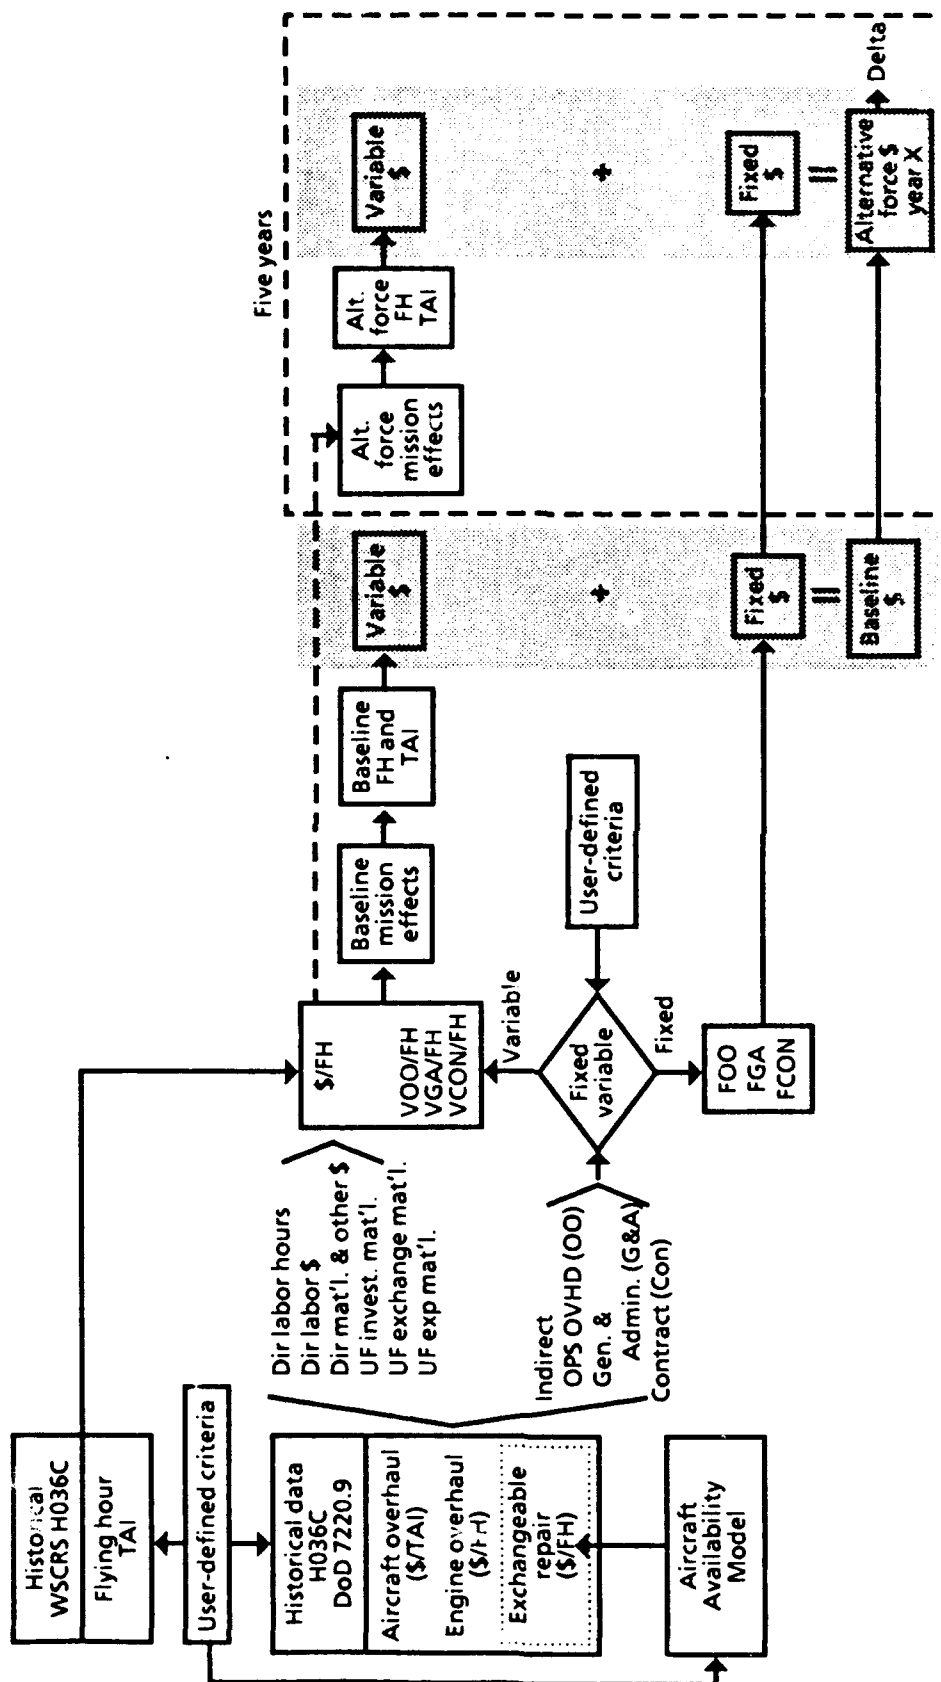 Historical
WSCRS H036C
Flying hour
TAI
User-defined criteria
Historical data
H036C
DoD 7220.9
Aircraft overhaul
($/TAI)
Engine overhaul
($/FH)
Exchangeable
repair
($/FH)
Aircraft
Availability
Model
Dir labor hours
Dir labor $
Dir mat'l. & other $
UF invest. mat'l.
UF exchange mat'l.
UF exp mat'l.
Indirect
OPS OVHD (OO)
Gen. &
Admin. (G&A)
Contract (Con)
$/FH
VOO/FH
VGA/FH
VCON/FH
Variable
Fixed
variable
Fixed
FOO
FGA
FCON
User-defined
criteria
Baseline
mission
effects
Baseline
FH and
TAI
Variable
$
+
Fixed
$
=
Baseline
$
Five years
Alt.
force
mission
effects
Alt.
force
FH
TAI
Variable
$
+
Fixed
$
=
Alternative
force $
year X
Delta